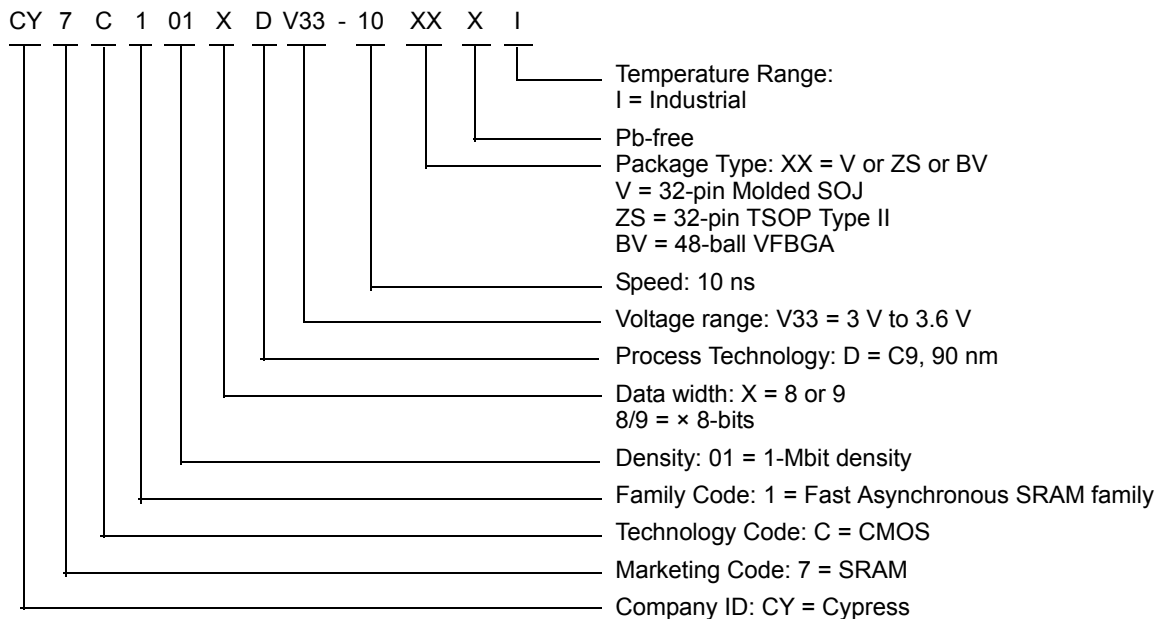 CY 7 C 1 01 X D V33 - 10 XX X I
Temperature Range:
I = Industrial
Pb-free
Package Type: XX = V or ZS or BV
V = 32-pin Molded SOJ
ZS = 32-pin TSOP Type II
BV = 48-ball VFBGA
Speed: 10 ns
Voltage range: V33 = 3 V to 3.6 V
Process Technology: D = C9, 90 nm
Data width: X = 8 or 9
8/9 = × 8-bits
Density: 01 = 1-Mbit density
Family Code: 1 = Fast Asynchronous SRAM family
Technology Code: C = CMOS
Marketing Code: 7 = SRAM
Company ID: CY = Cypress